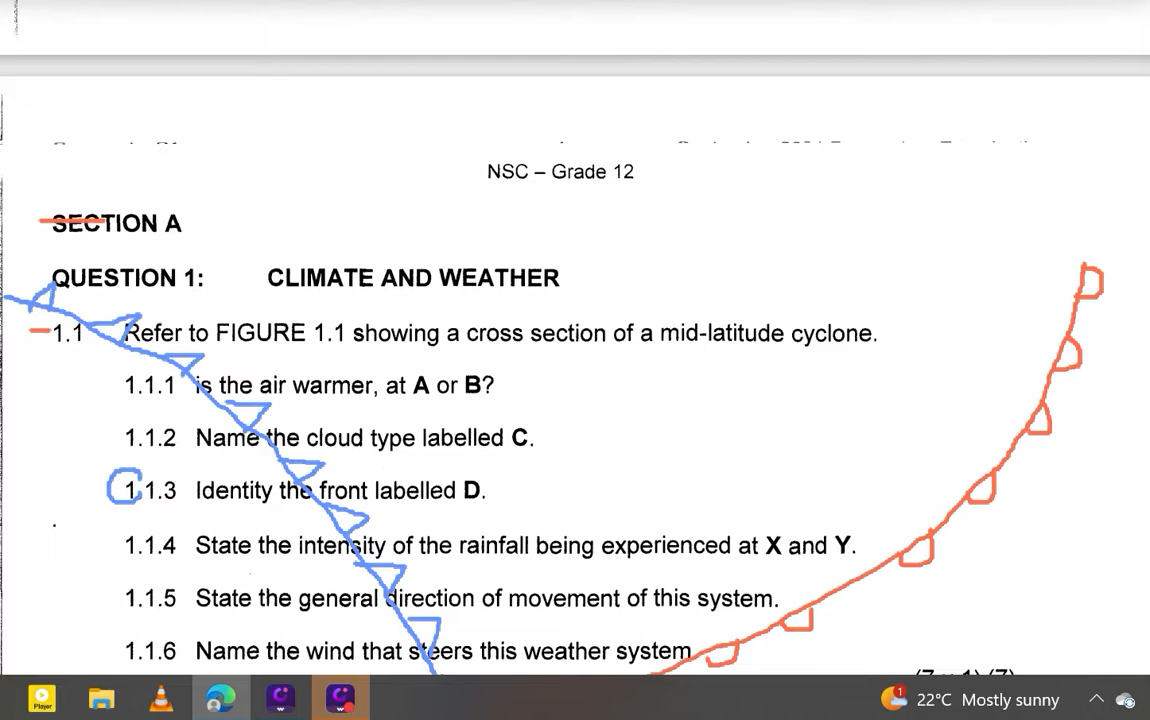 NSC – Grade 12
SECTION A
QUESTION 1: CLIMATE AND WEATHER
1.1 Refer to FIGURE 1.1 showing a cross section of a mid-latitude cyclone.
1.1.1 is the air warmer, at A or B?
1.1.2 Name the cloud type labelled C.
1.1.3 Identity the front labelled D.
1.1.4 State the intensity of the rainfall being experienced at X and Y.
1.1.5 State the general direction of movement of this system.
1.1.6 Name the wind that steers this weather system
Player
1
22°C Mostly sunny